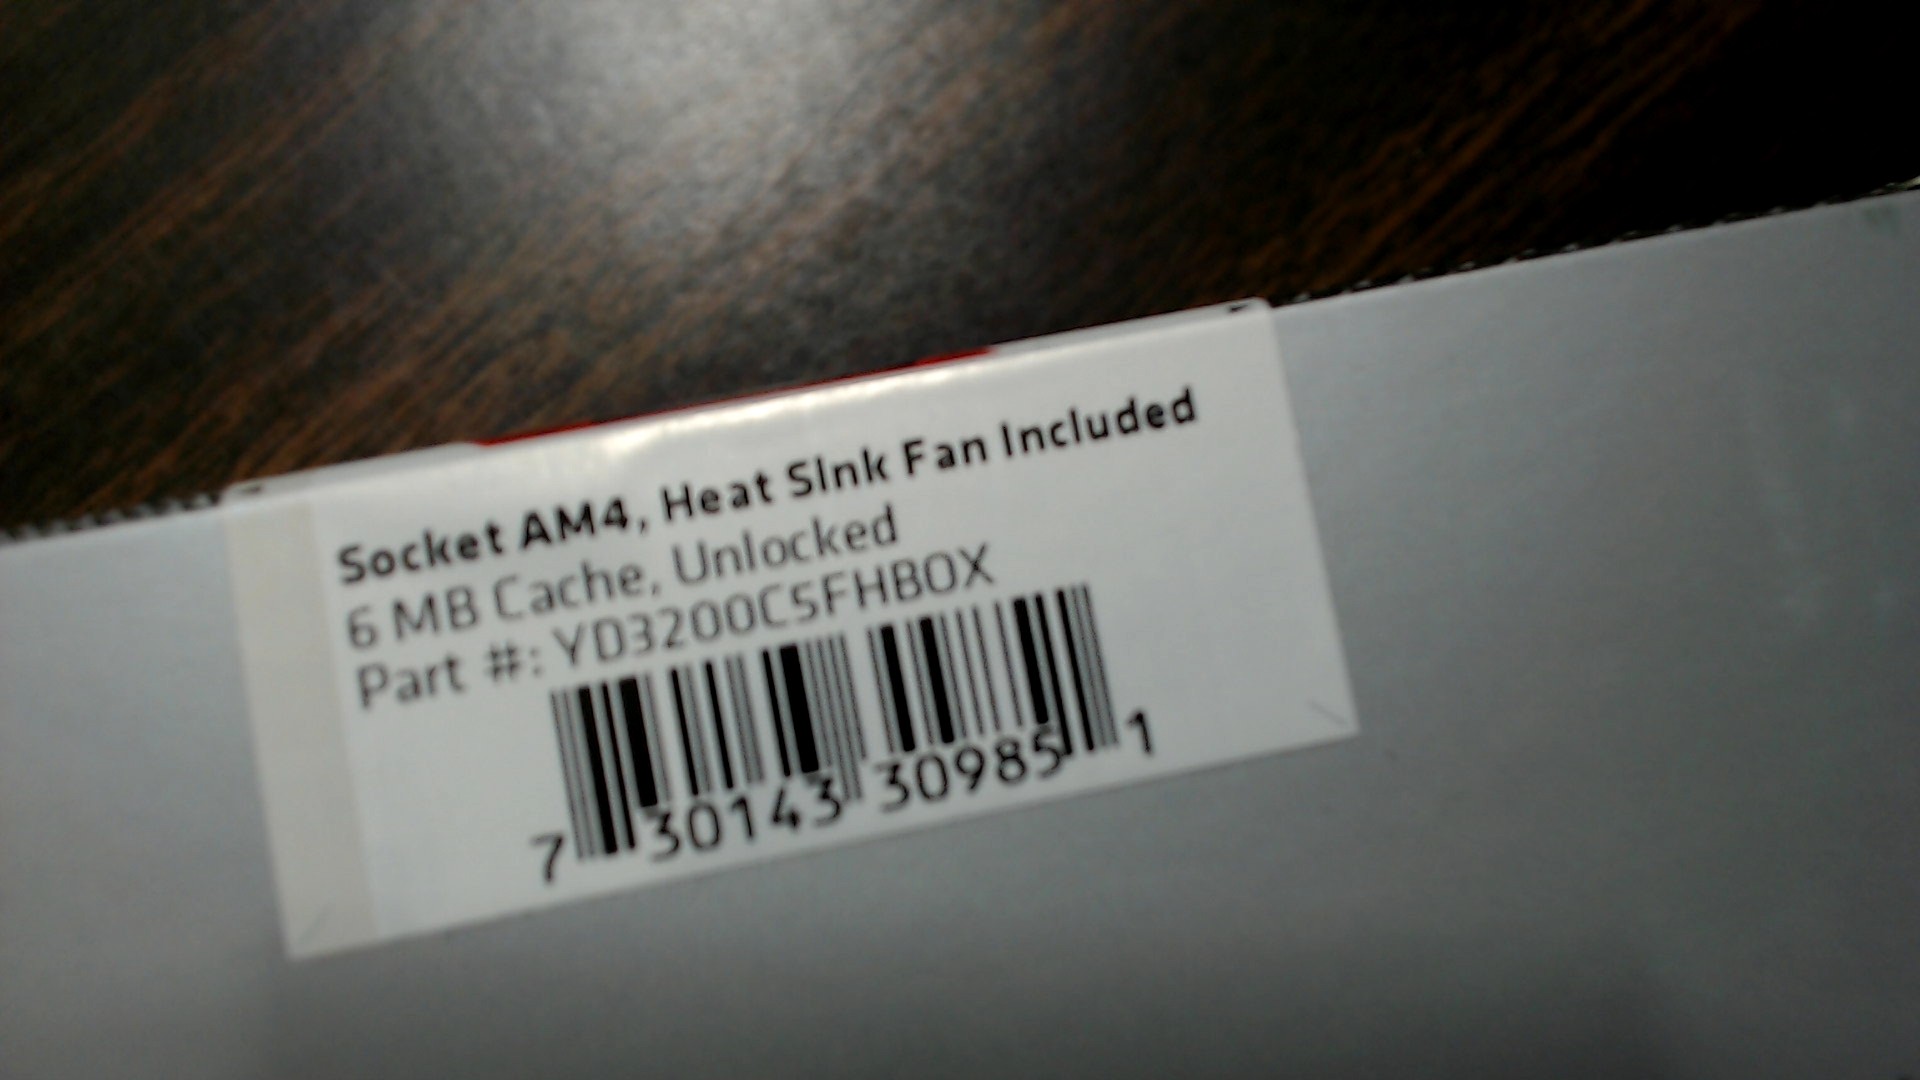 Socket AM4, Heat Sink Fan Included
6 MB Cache, Unlocked
Part #: YD3200C5FHBOX
7 30143 30985 1